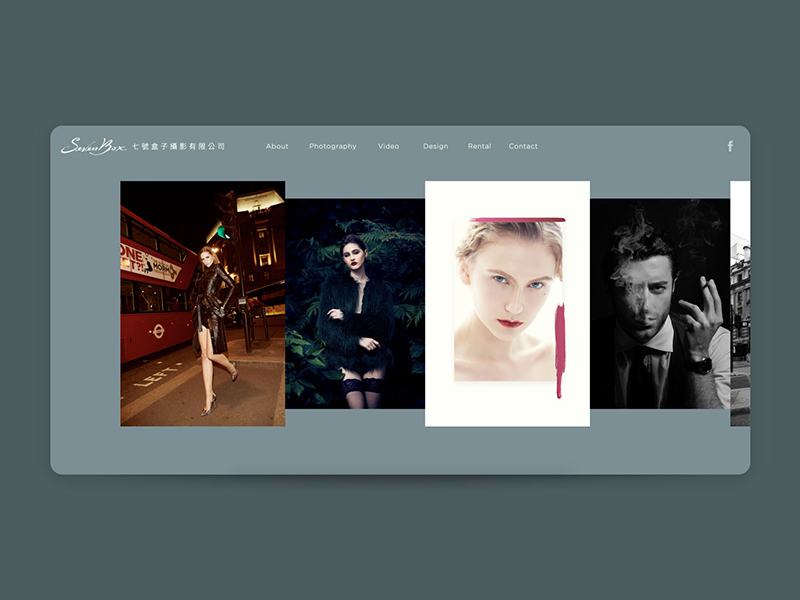 SevenBox 七號盒子攝影有限公司 About Photography Video Design Rental Contact f
ONE
LEFT